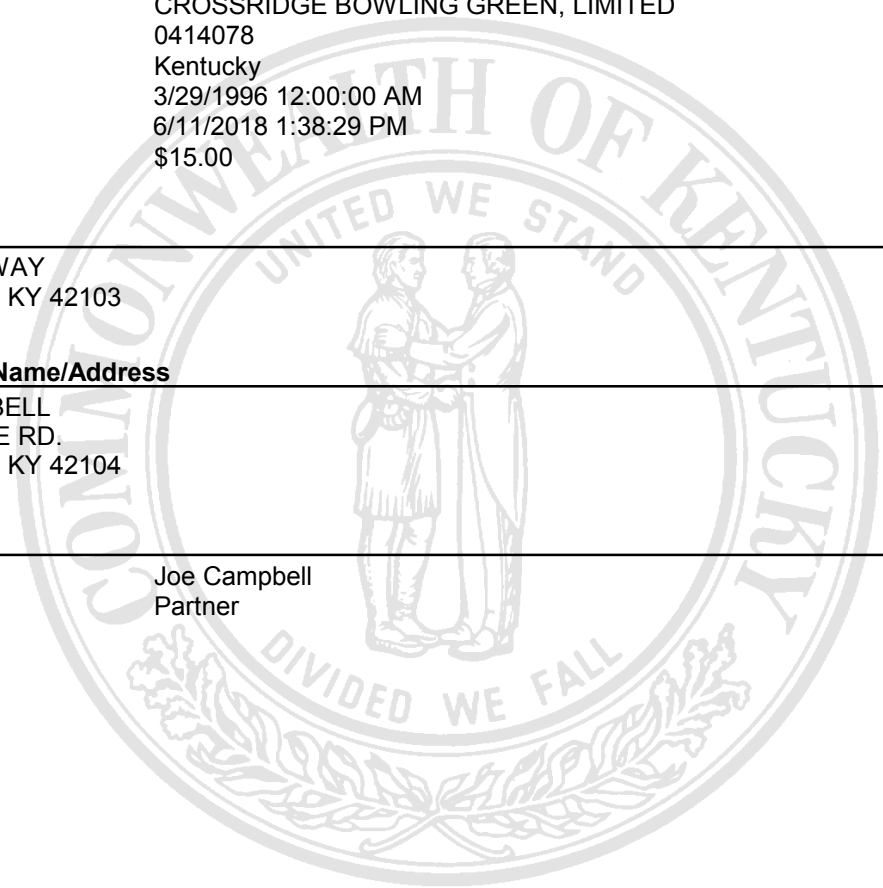 CROSSRIDGE BOWLING GREEN, LIMITED
0414078
Kentucky
3/29/1996 12:00:00 AM
6/11/2018 1:38:29 PM
$15.00
COMMONWEALTH OF KENTUCKY
UNITED WE STAND
WAY
KY 42103
Name/Address
BELL
E RD.
KY 42104
Joe Campbell
Partner
DIVIDED WE FALL